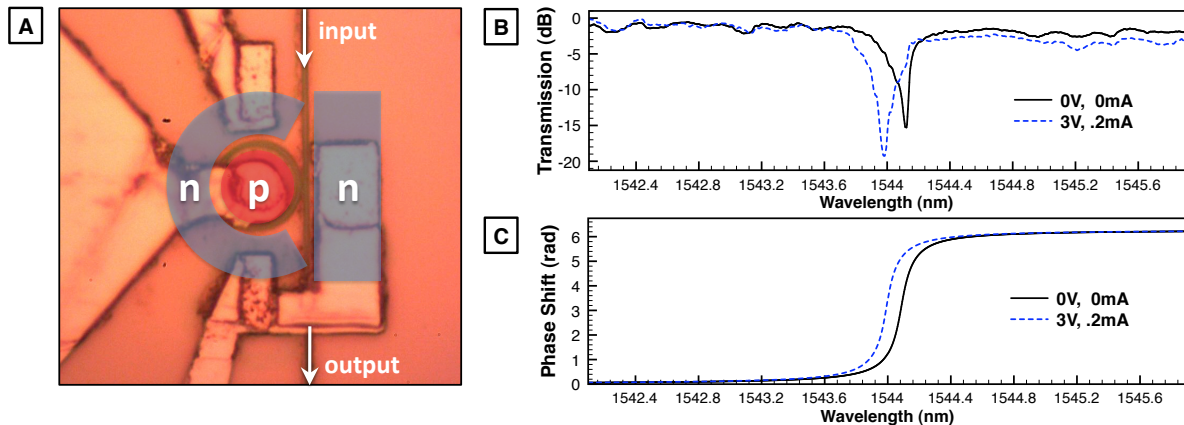 A
input
n
p
n
output
B
Transmission (dB)
0
-5
-10
-15
-20
0V, 0mA
3V, .2mA
1542.4 1542.8 1543.2 1543.6 1544 1544.4 1544.8 1545.2 1545.6
Wavelength (nm)
C
Phase Shift (rad)
6
5
4
3
2
1
0
0V, 0mA
3V, .2mA
1542.4 1542.8 1543.2 1543.6 1544 1544.4 1544.8 1545.2 1545.6
Wavelength (nm)